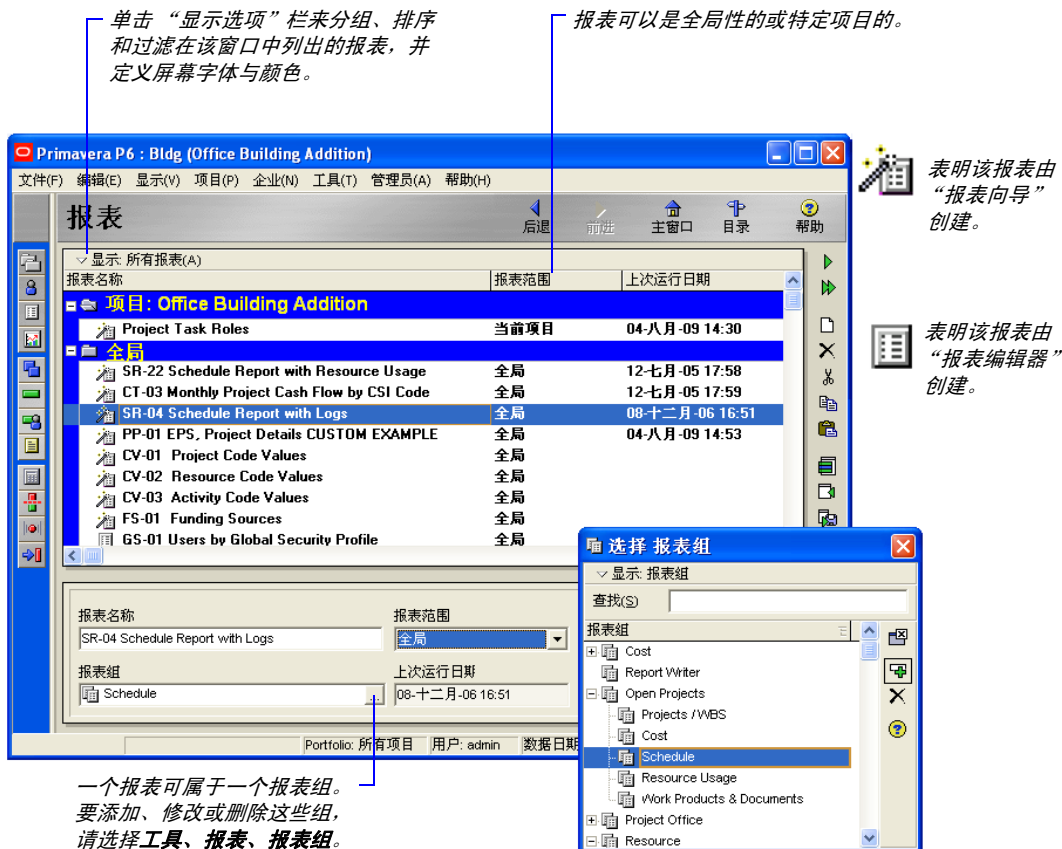 单击 “显示选项”栏来分组、排序
和过滤在该窗口中列出的报表，并
定义屏幕字体与颜色。
报表可以是全局性的或特定项目的。
Primavera P6 : Bldg (Office Building Addition)
文件(F) 编辑(E) 显示(V) 项目(P) 企业(N) 工具(T) 管理员(A) 帮助(H)
报表
后退 前进 主窗口 目录 帮助
显示: 所有报表(A)
报表名称 报表范围 上次运行日期
项目: Office Building Addition
Project Task Roles 当前项目 04-八月-09 14:30
全局
SR-22 Schedule Report with Resource Usage 全局 12-七月-05 17:58
CT-03 Monthly Project Cash Flow by CSI Code 全局 12-七月-05 17:59
SR-04 Schedule Report with Logs 全局 08-十二月-06 16:51
PP-01 EPS, Project Details CUSTOM EXAMPLE 全局 04-八月-09 14:53
CV-01 Project Code Values 全局
CV-02 Resource Code Values 全局
CV-03 Activity Code Values 全局
FS-01 Funding Sources 全局
GS-01 Users by Global Security Profile 全局
报表名称 报表范围
SR-04 Schedule Report with Logs 全局
报表组 上次运行日期
Schedule ... 08-十二月-06 16:51
Portfolio: 所有项目 用户: admin 数据日期
表明该报表由
“报表向导”
创建。
表明该报表由
“报表编辑器”
创建。
选择 报表组
显示: 报表组
查找(S)
报表组
Cost
Report Writer
Open Projects
Projects / WBS
Cost
Schedule
Resource Usage
Work Products & Documents
Project Office
Resource
一个报表可属于一个报表组。
要添加、修改或删除这些组，
请选择工具、报表、报表组。